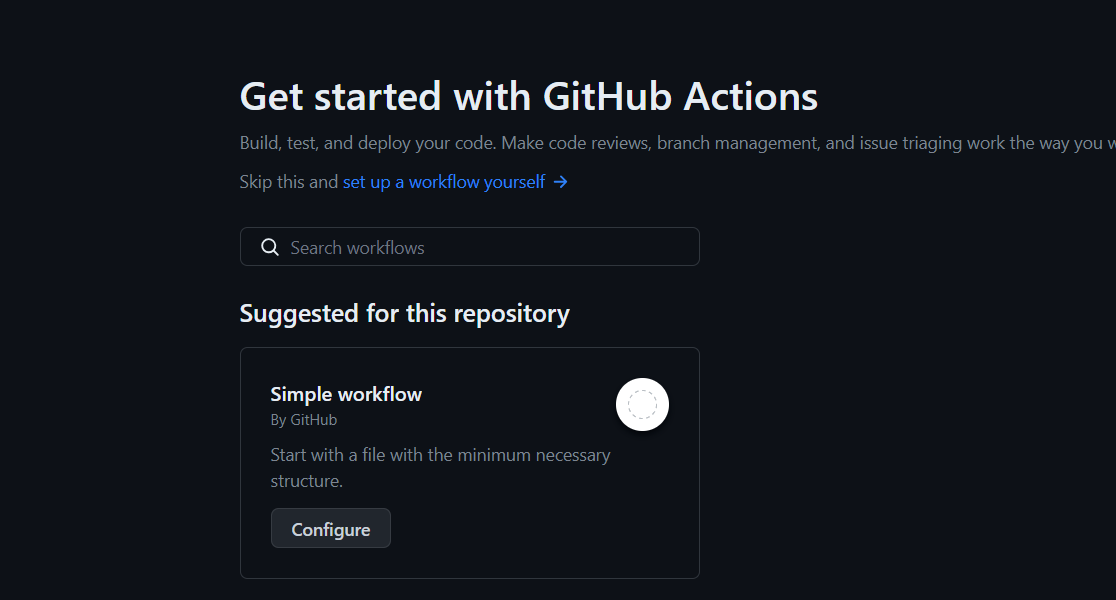 Get started with GitHub Actions
Build, test, and deploy your code. Make code reviews, branch management, and issue triaging work the way you
Skip this and set up a workflow yourself →
Search workflows
Suggested for this repository
Simple workflow
By GitHub
Start with a file with the minimum necessary
structure.
Configure